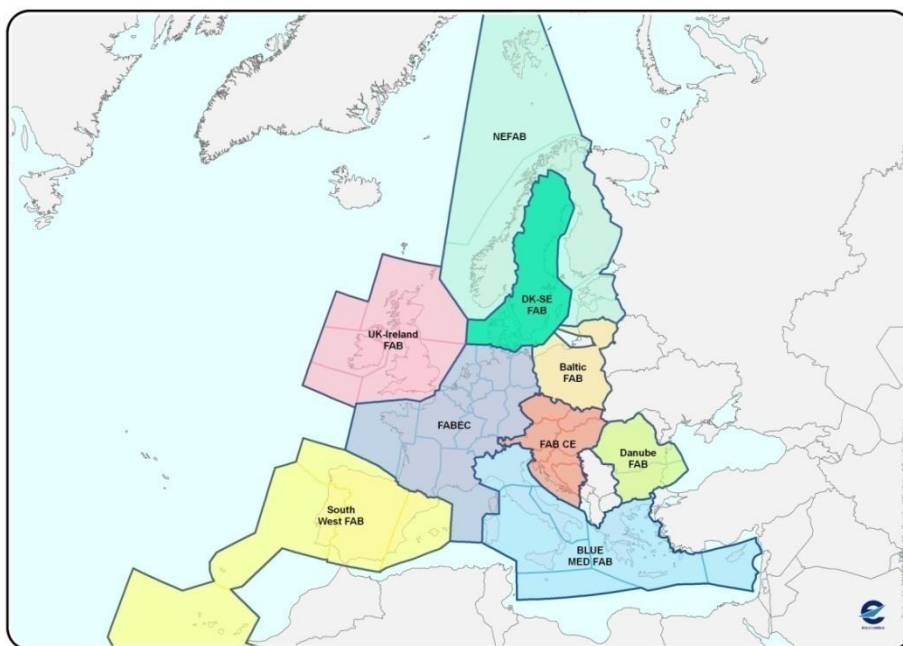 NEFAB
DK-SE
FAB
UK-Ireland
FAB
Baltic
FAB
FABEC
FAB CE
Danube
FAB
South
West FAB
BLUE
MED FAB